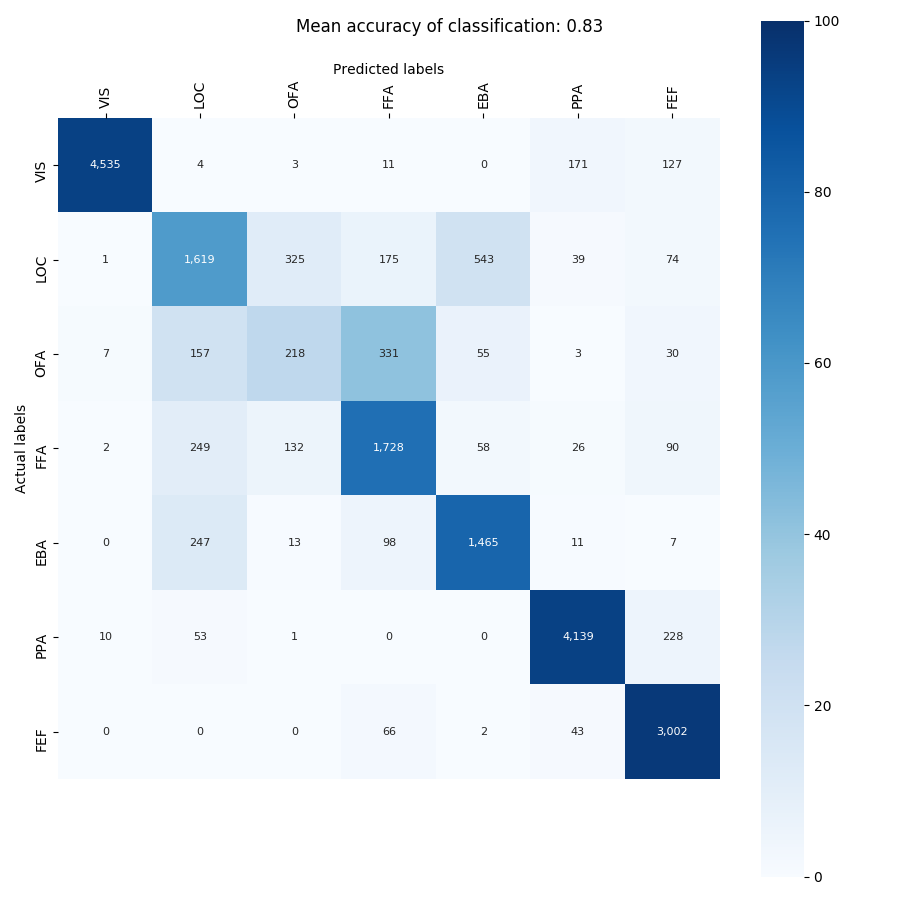 Mean accuracy of classification: 0.83
Predicted labels
VIS LOC OFA FFA EBA PPA FEF
Actual labels
VIS 4,535 4 3 11 0 171 127
LOC 1 1,619 325 175 543 39 74
OFA 7 157 218 331 55 3 30
FFA 2 249 132 1,728 58 26 90
EBA 0 247 13 98 1,465 11 7
PPA 10 53 1 0 0 4,139 228
FEF 0 0 0 66 2 43 3,002
100
80
60
40
20
0